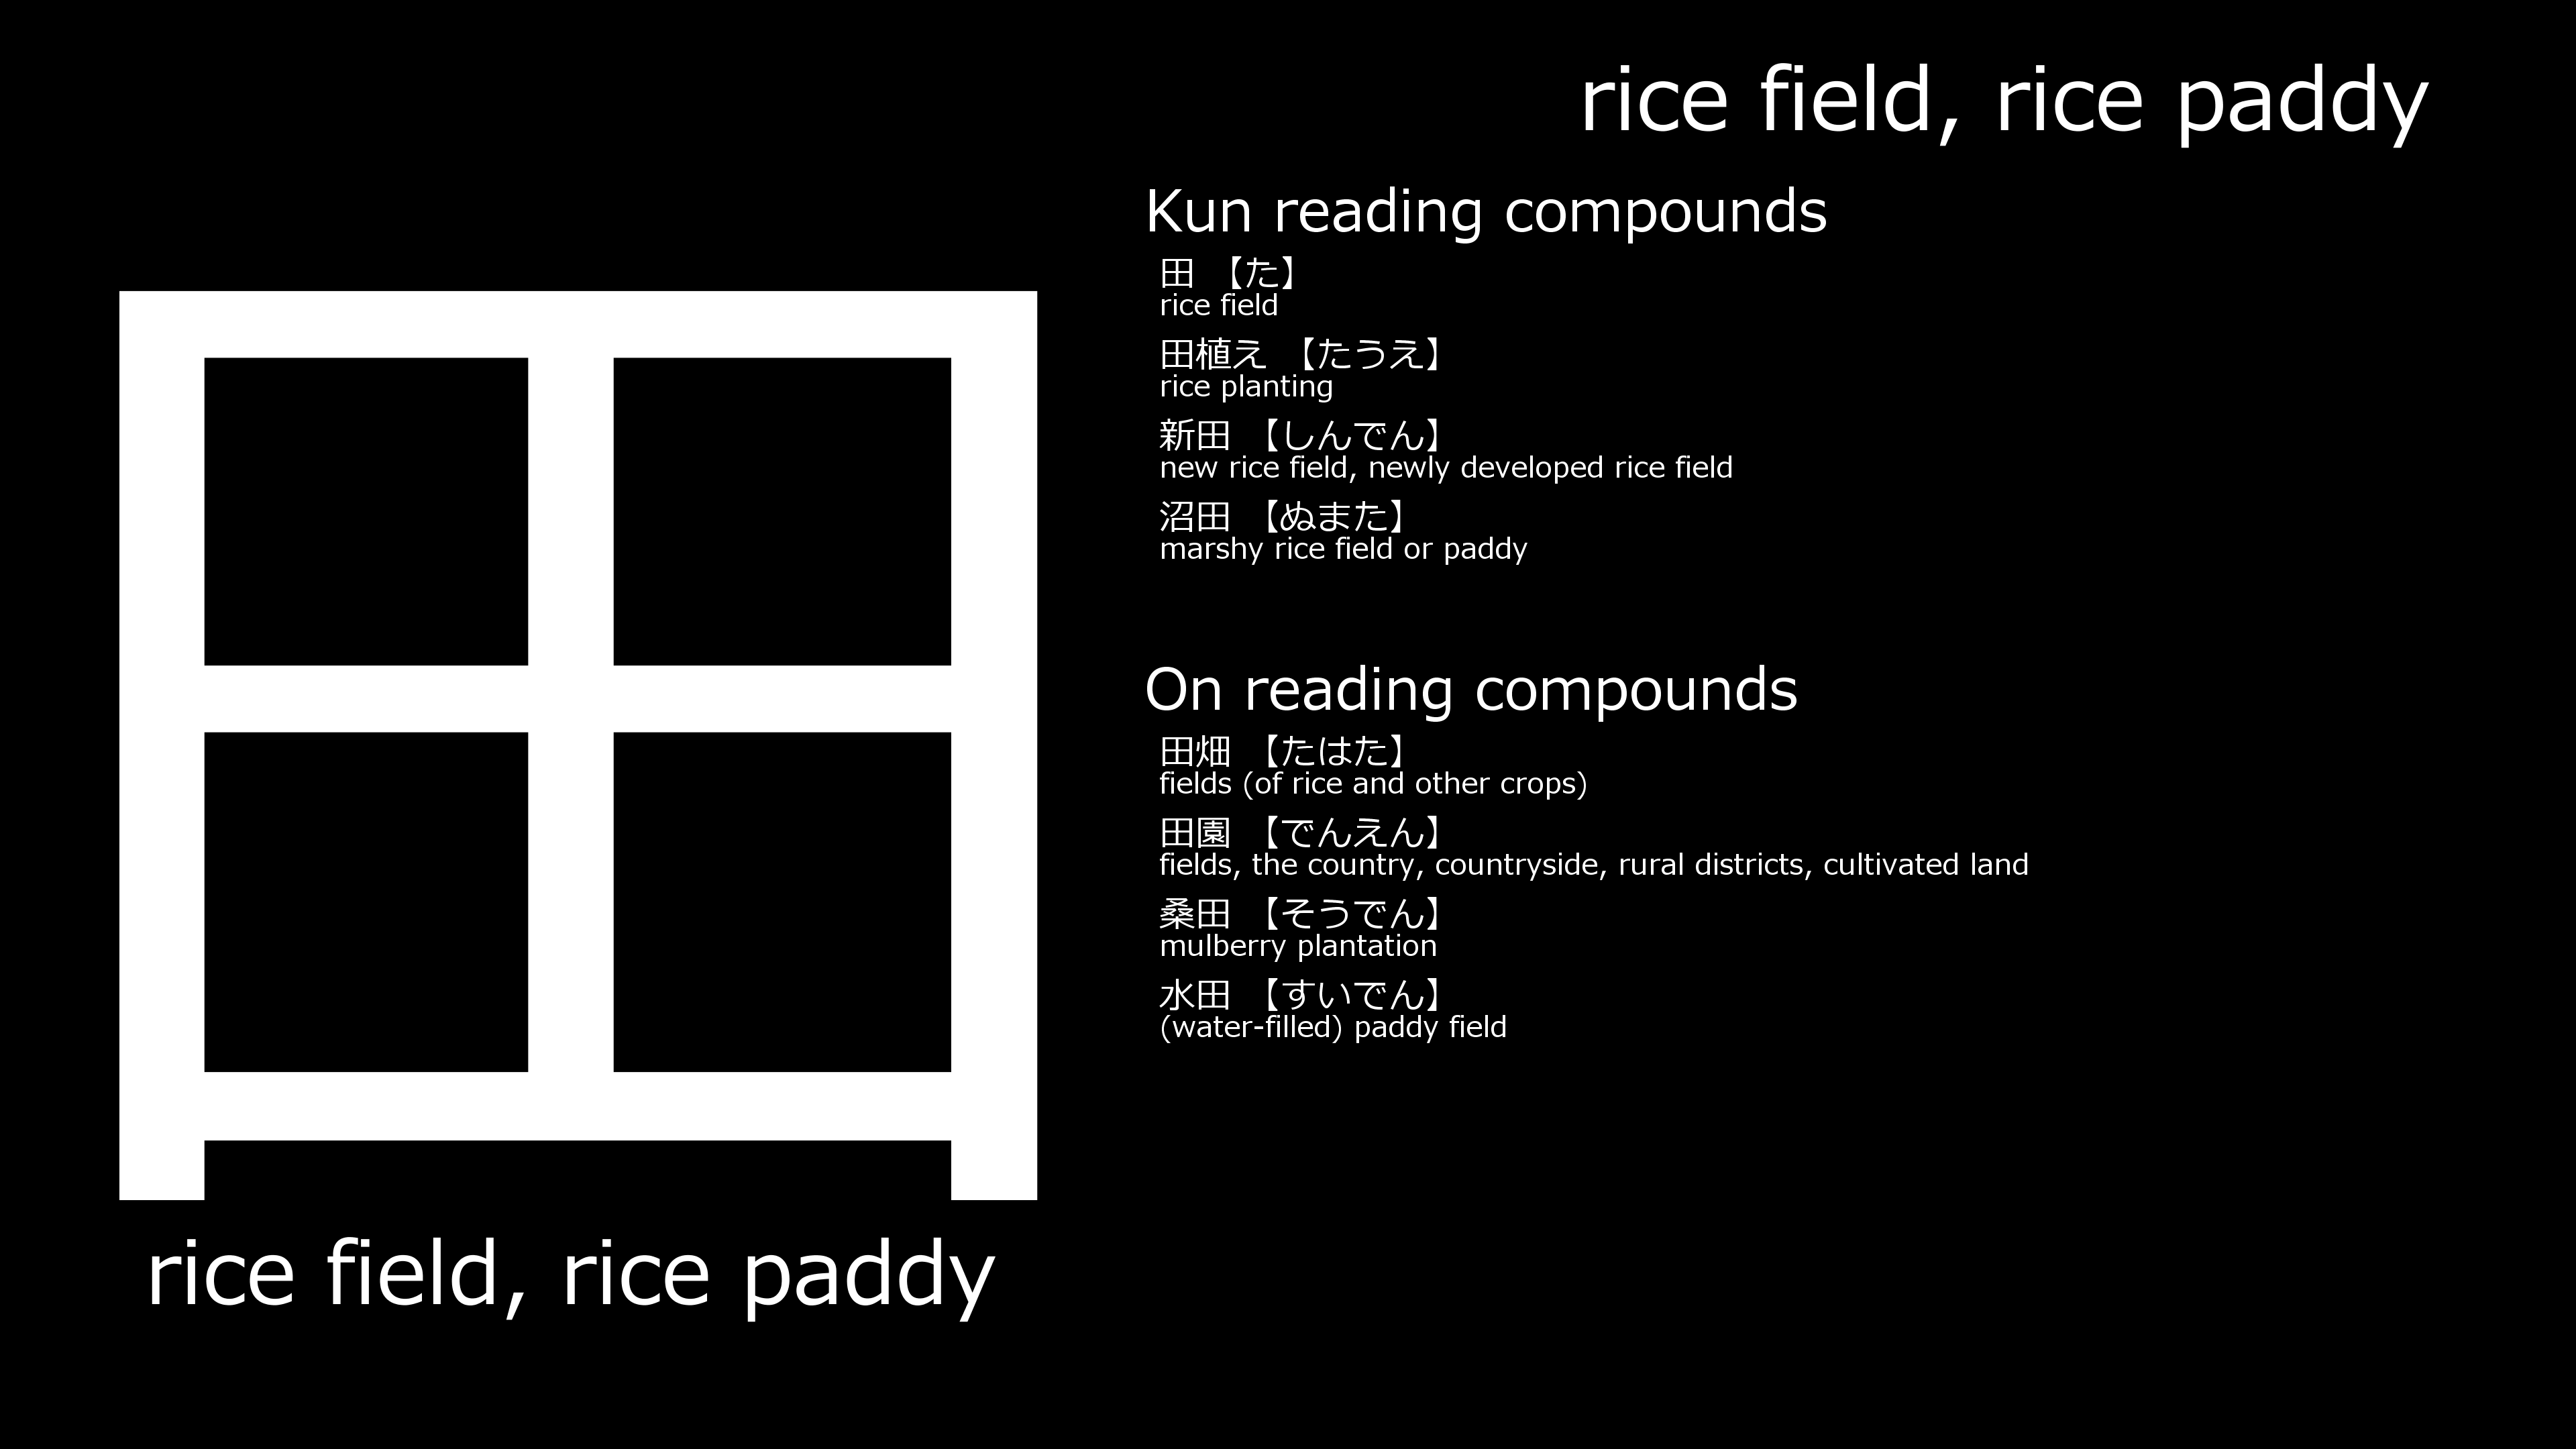 rice field, rice paddy
田
rice field, rice paddy
Kun reading compounds
田 【た】
rice field
田植え 【たうえ】
rice planting
新田 【しんでん】
new rice field, newly developed rice field
沼田 【ぬまた】
marshy rice field or paddy
On reading compounds
田畑 【たはた】
fields (of rice and other crops)
田園 【でんえん】
fields, the country, countryside, rural districts, cultivated land
桑田 【そうでん】
mulberry plantation
水田 【すいでん】
(water-filled) paddy field